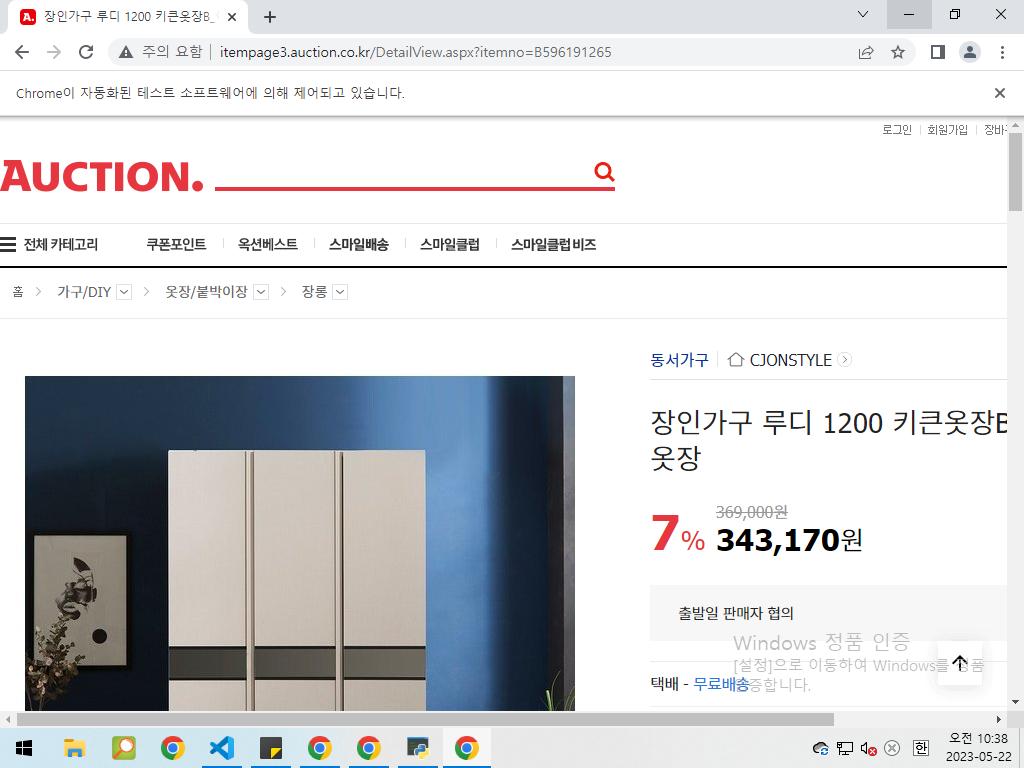 장인가구 루디 1200 키큰옷장B_
주의 요함 | itempage3.auction.co.kr/DetailView.aspx?itemno=B596191265
Chrome이 자동화된 테스트 소프트웨어에 의해 제어되고 있습니다.
로그인 회원가입 장바
AUCTION.
전체 카테고리 쿠폰포인트 옥션베스트 스마일배송 스마일클럽 스마일클럽 비즈
홈 가구/DIY 옷장/붙박이장 장롱
동서가구 CJONSTYLE
장인가구 루디 1200 키큰옷장B
옷장
369,000원
7% 343,170원
출발일 판매자 협의
Windows 정품 인증
[설정]으로 이동하여 Windows를 정품
택배 - 무료배송
증합니다.
한
오전 10:38
2023-05-22